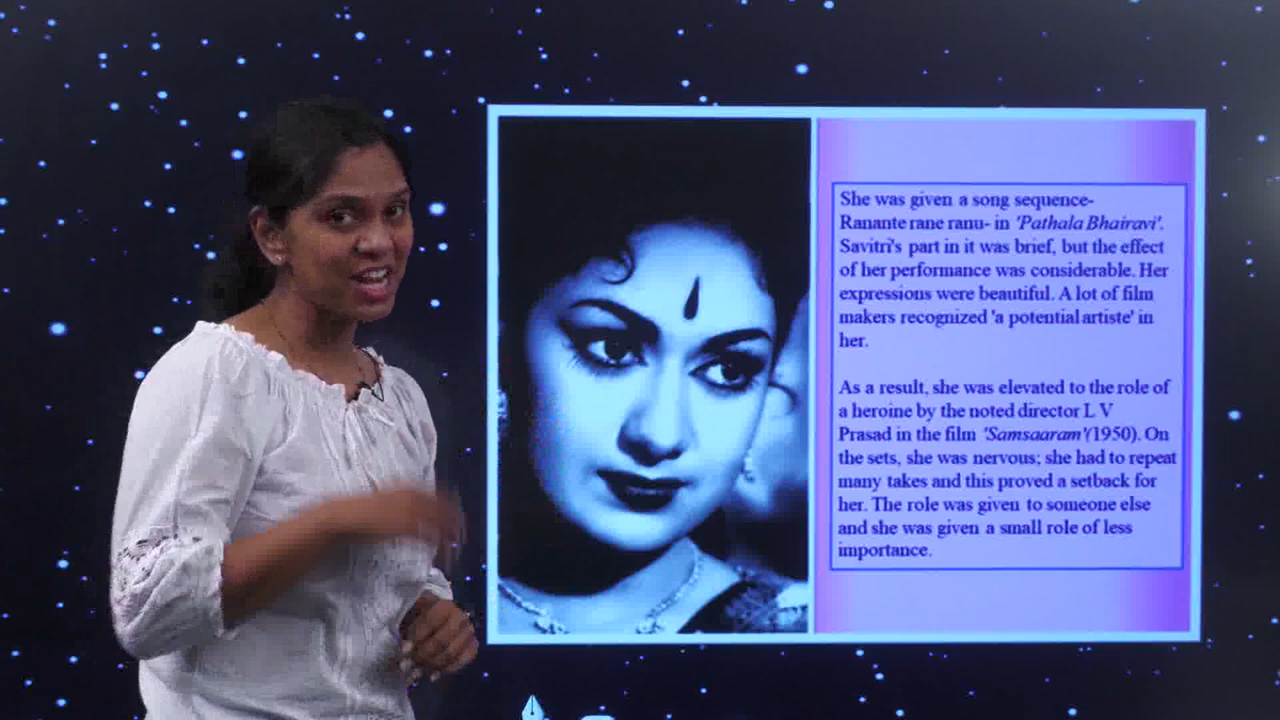 She was given a song sequence-
Ranante rane ranu- in 'Pathala Bhairavi'.
Savitri's part in it was brief, but the effect
of her performance was considerable. Her
expressions were beautiful. A lot of film
makers recognized 'a potential artiste' in
her.
As a result, she was elevated to the role of
a heroine by the noted director L V
Prasad in the film 'Samsaaram'(1950). On
the sets, she was nervous; she had to repeat
many takes and this proved a setback for
her. The role was given to someone else
and she was given a small role of less
importance.